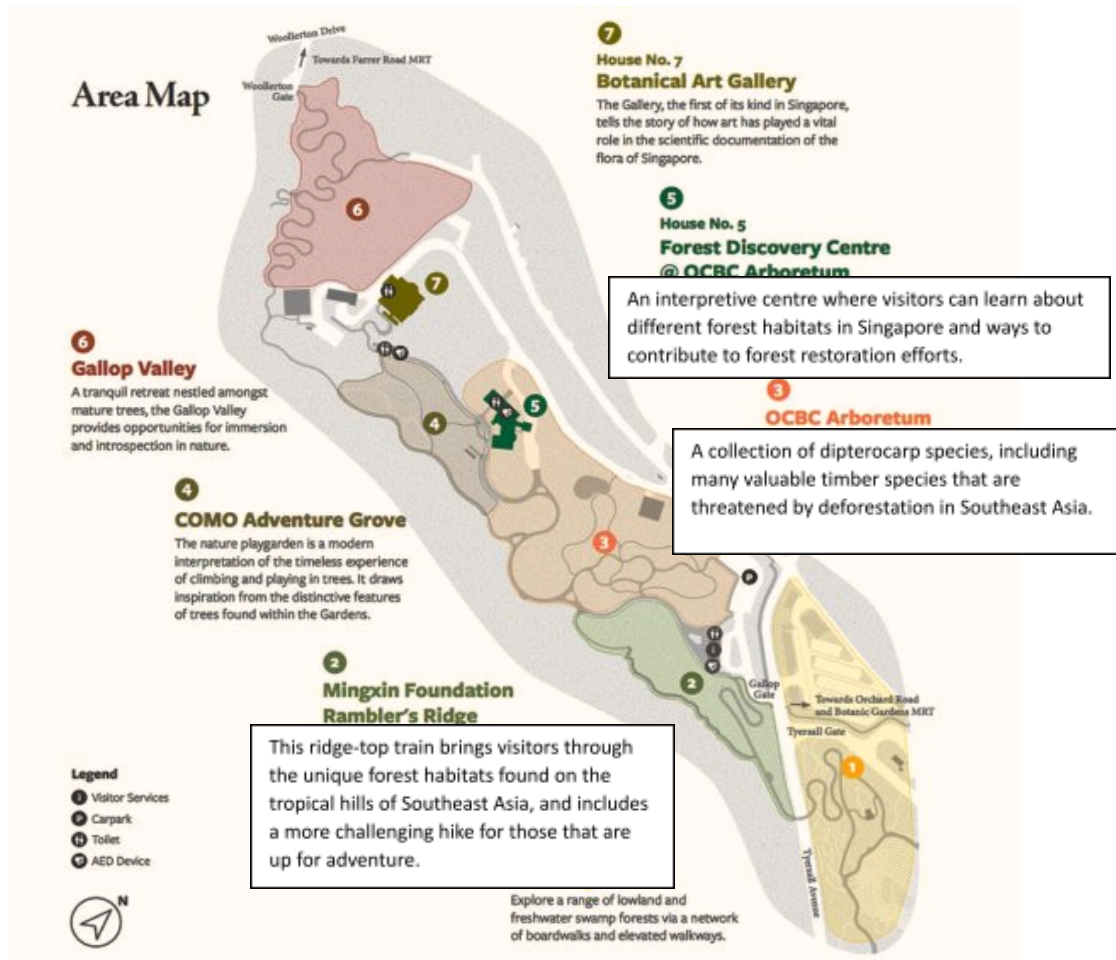 Area Map
Woollerton Drive
Towards Farrer Road MRT
Woollerton
Gate
7
House No. 7
Botanical Art Gallery
The Gallery, the first of its kind in Singapore,
tells the story of how art has played a vital
role in the scientific documentation of the
flora of Singapore.
5
House No. 5
Forest Discovery Centre
@ OCBC Arboretum
An interpretive centre where visitors can learn about
different forest habitats in Singapore and ways to
contribute to forest restoration efforts.
3
OCBC Arboretum
A collection of dipterocarp species, including
many valuable timber species that are
threatened by deforestation in Southeast Asia.
6
Gallop Valley
A tranquil retreat nestled amongst
mature trees, the Gallop Valley
provides opportunities for immersion
and introspection in nature.
4
COMO Adventure Grove
The nature playgarden is a modern
interpretation of the timeless experience
of climbing and playing in trees. It draws
inspiration from the distinctive features
of trees found within the Gardens.
2
Mingxin Foundation
Rambler's Ridge
This ridge-top train brings visitors through
the unique forest habitats found on the
tropical hills of Southeast Asia, and includes
a more challenging hike for those that are
up for adventure.
Explore a range of lowland and
freshwater swamp forests via a network
of boardwalks and elevated walkways.
6
7
5
4
3
P
2
Gallop
Gate
Towards Orchard Road
and Botanic Gardens MRT
Tyersall Gate
1
Tyersall Avenue
Legend
i Visitor Services
P Carpark
Toilet
AED Device
N